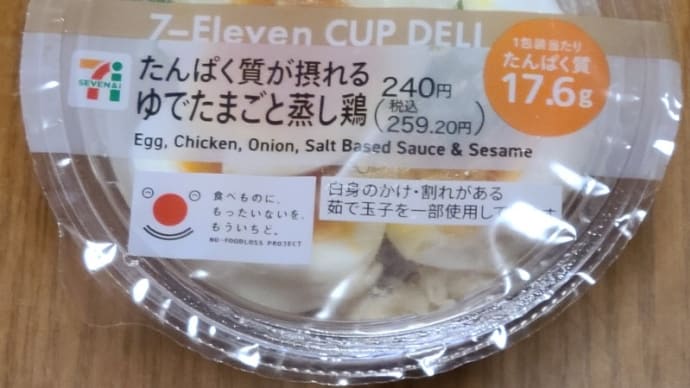 7-Eleven CUP DELI
1包装当たり
たんぱく質
17.6g
SEVEN&i
たんぱく質が摂れる
ゆでたまごと蒸し鶏
240円
(税込
259.20円)
Egg, Chicken, Onion, Salt Based Sauce & Sesame
食べものに、
もったいないを、
もういちど。
NO-FOODLOSS PROJECT
白身のかけ・割れがある
茹で玉子を一部使用して